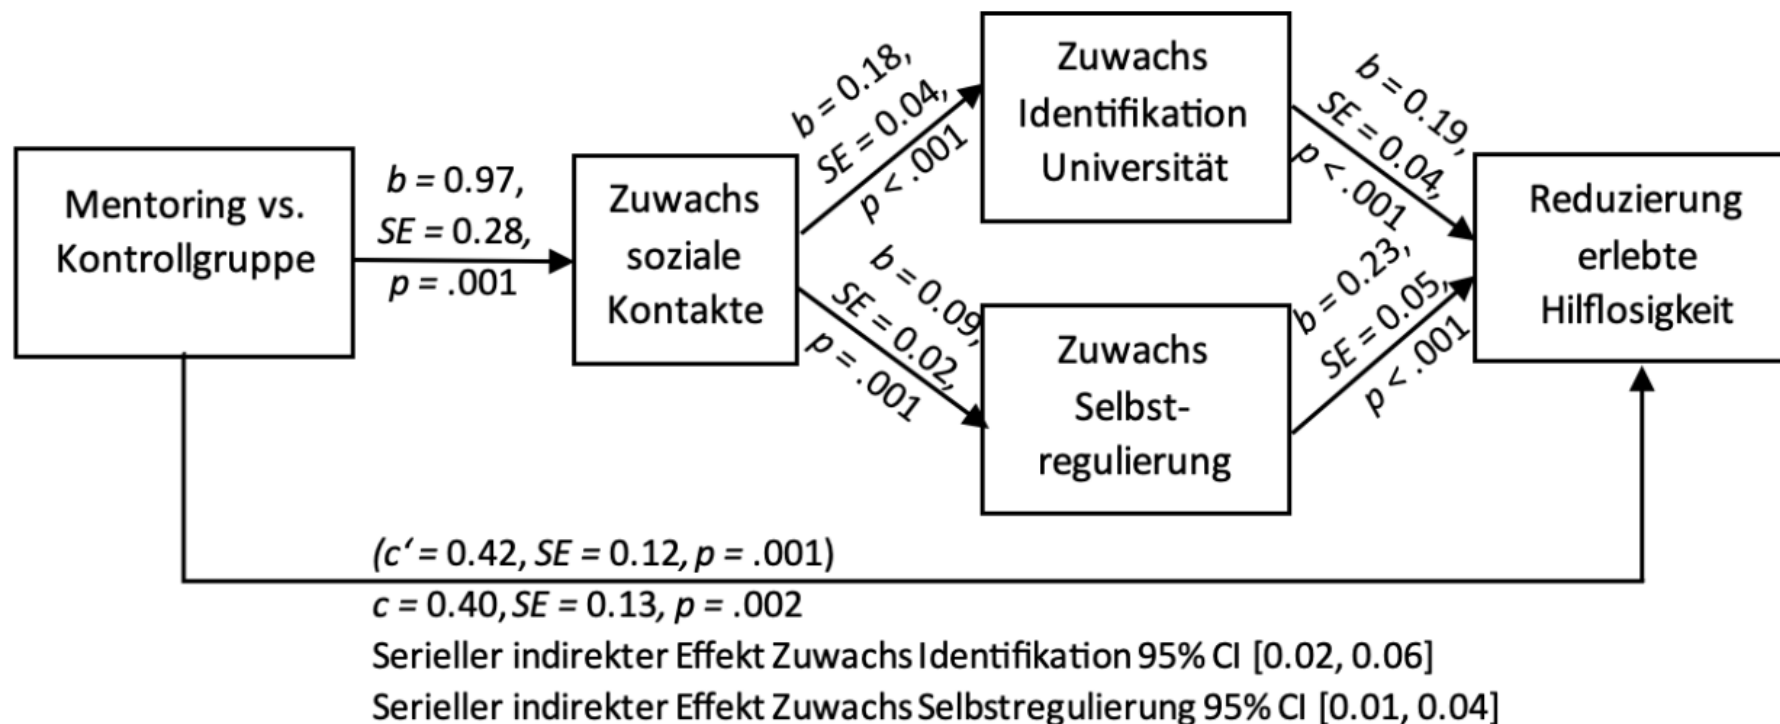 Mentoring vs.
Kontrollgruppe
b = 0.97,
SE = 0.28,
p = .001
Zuwachs
soziale
Kontakte
b = 0.18,
SE = 0.04,
p < .001
b = 0.09,
SE = 0.02,
p = .001
Zuwachs
Identifikation
Universität
Zuwachs
Selbst-
regulierung
b = 0.19,
SE = 0.04,
p < .001
b = 0.23,
SE = 0.05,
p < .001
Reduzierung
erlebte
Hilflosigkeit
(c‘ = 0.42, SE = 0.12, p = .001)
c = 0.40, SE = 0.13, p = .002
Serieller indirekter Effekt Zuwachs Identifikation 95% CI [0.02, 0.06]
Serieller indirekter Effekt Zuwachs Selbstregulierung 95% CI [0.01, 0.04]